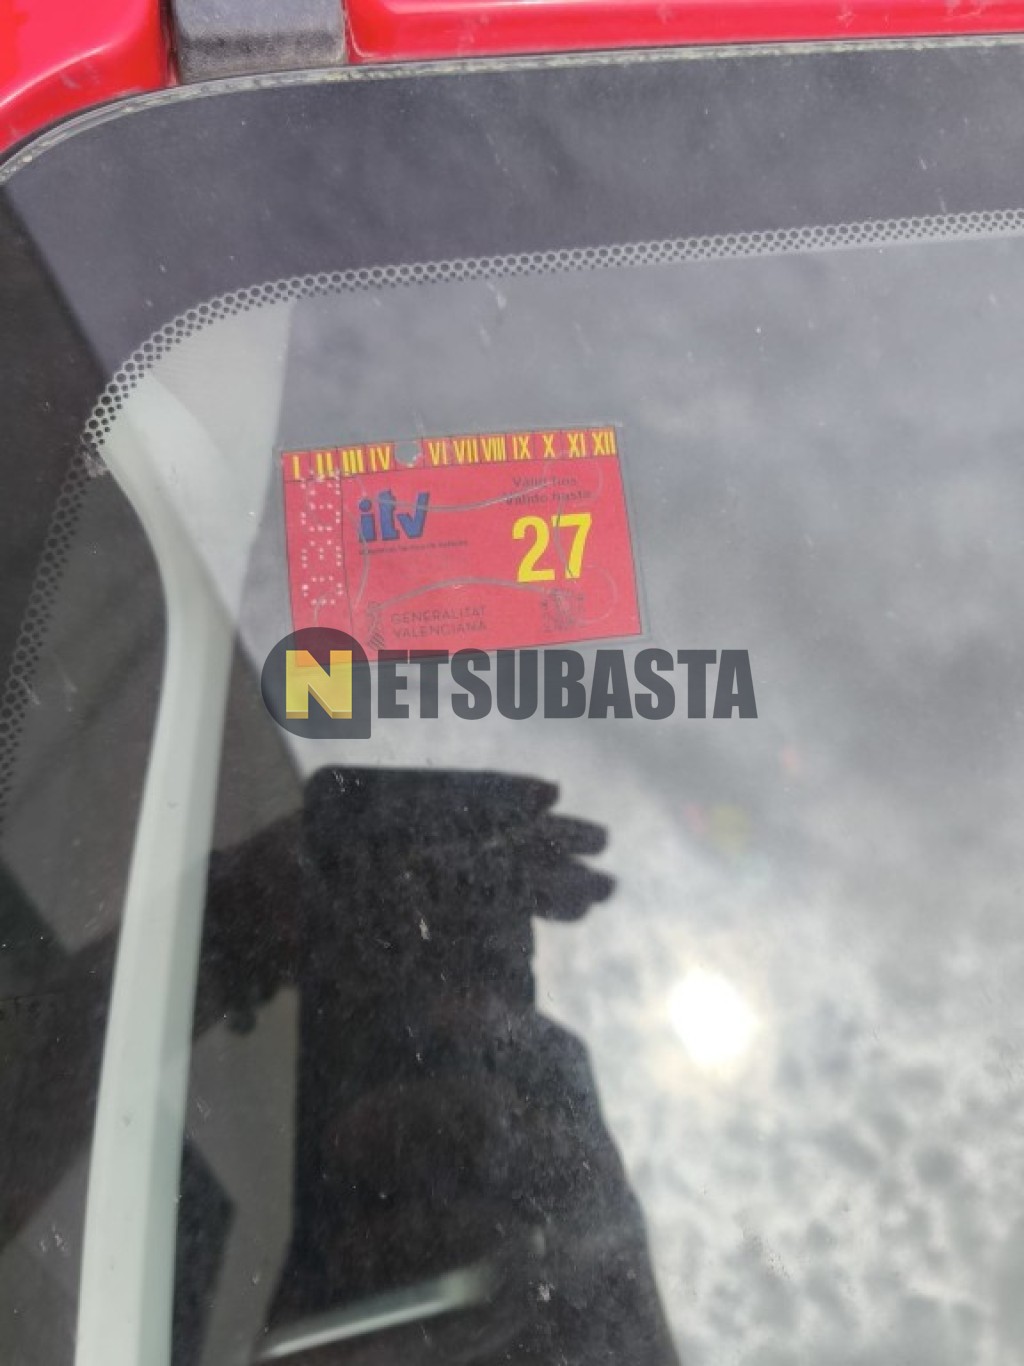 I II III IV VI VII VIII IX X XI XII
itv
Vàlid fins
Válido hasta
27
GENERALITAT
VALENCIANA
NETSUBASTA